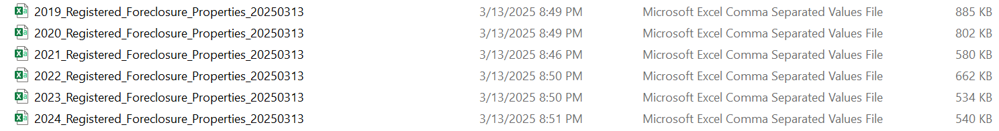 2019_Registered_Foreclosure_Properties_20250313 3/13/2025 8:49 PM Microsoft Excel Comma Separated Values File 885 KB
2020_Registered_Foreclosure_Properties_20250313 3/13/2025 8:49 PM Microsoft Excel Comma Separated Values File 802 KB
2021_Registered_Foreclosure_Properties_20250313 3/13/2025 8:46 PM Microsoft Excel Comma Separated Values File 580 KB
2022_Registered_Foreclosure_Properties_20250313 3/13/2025 8:50 PM Microsoft Excel Comma Separated Values File 662 KB
2023_Registered_Foreclosure_Properties_20250313 3/13/2025 8:50 PM Microsoft Excel Comma Separated Values File 534 KB
2024_Registered_Foreclosure_Properties_20250313 3/13/2025 8:51 PM Microsoft Excel Comma Separated Values File 540 KB